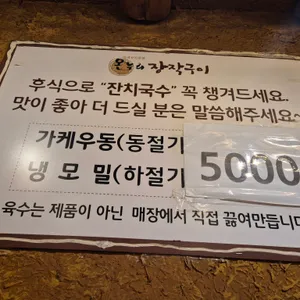 장작구이
후식으로 "잔치국수" 꼭 챙겨드세요.
맛이 좋아 더 드실 분은 말씀해주세요~
가케우동(동절기
냉 모 밀(하절기
5000
육수는 제품이 아닌 매장에서 직접 끓여만듭니다